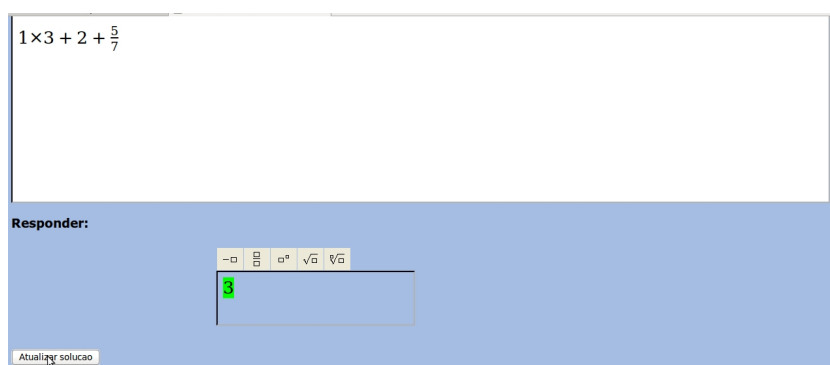 1×3 + 2 + 5/7
Responder:
3
Atualizar solucao